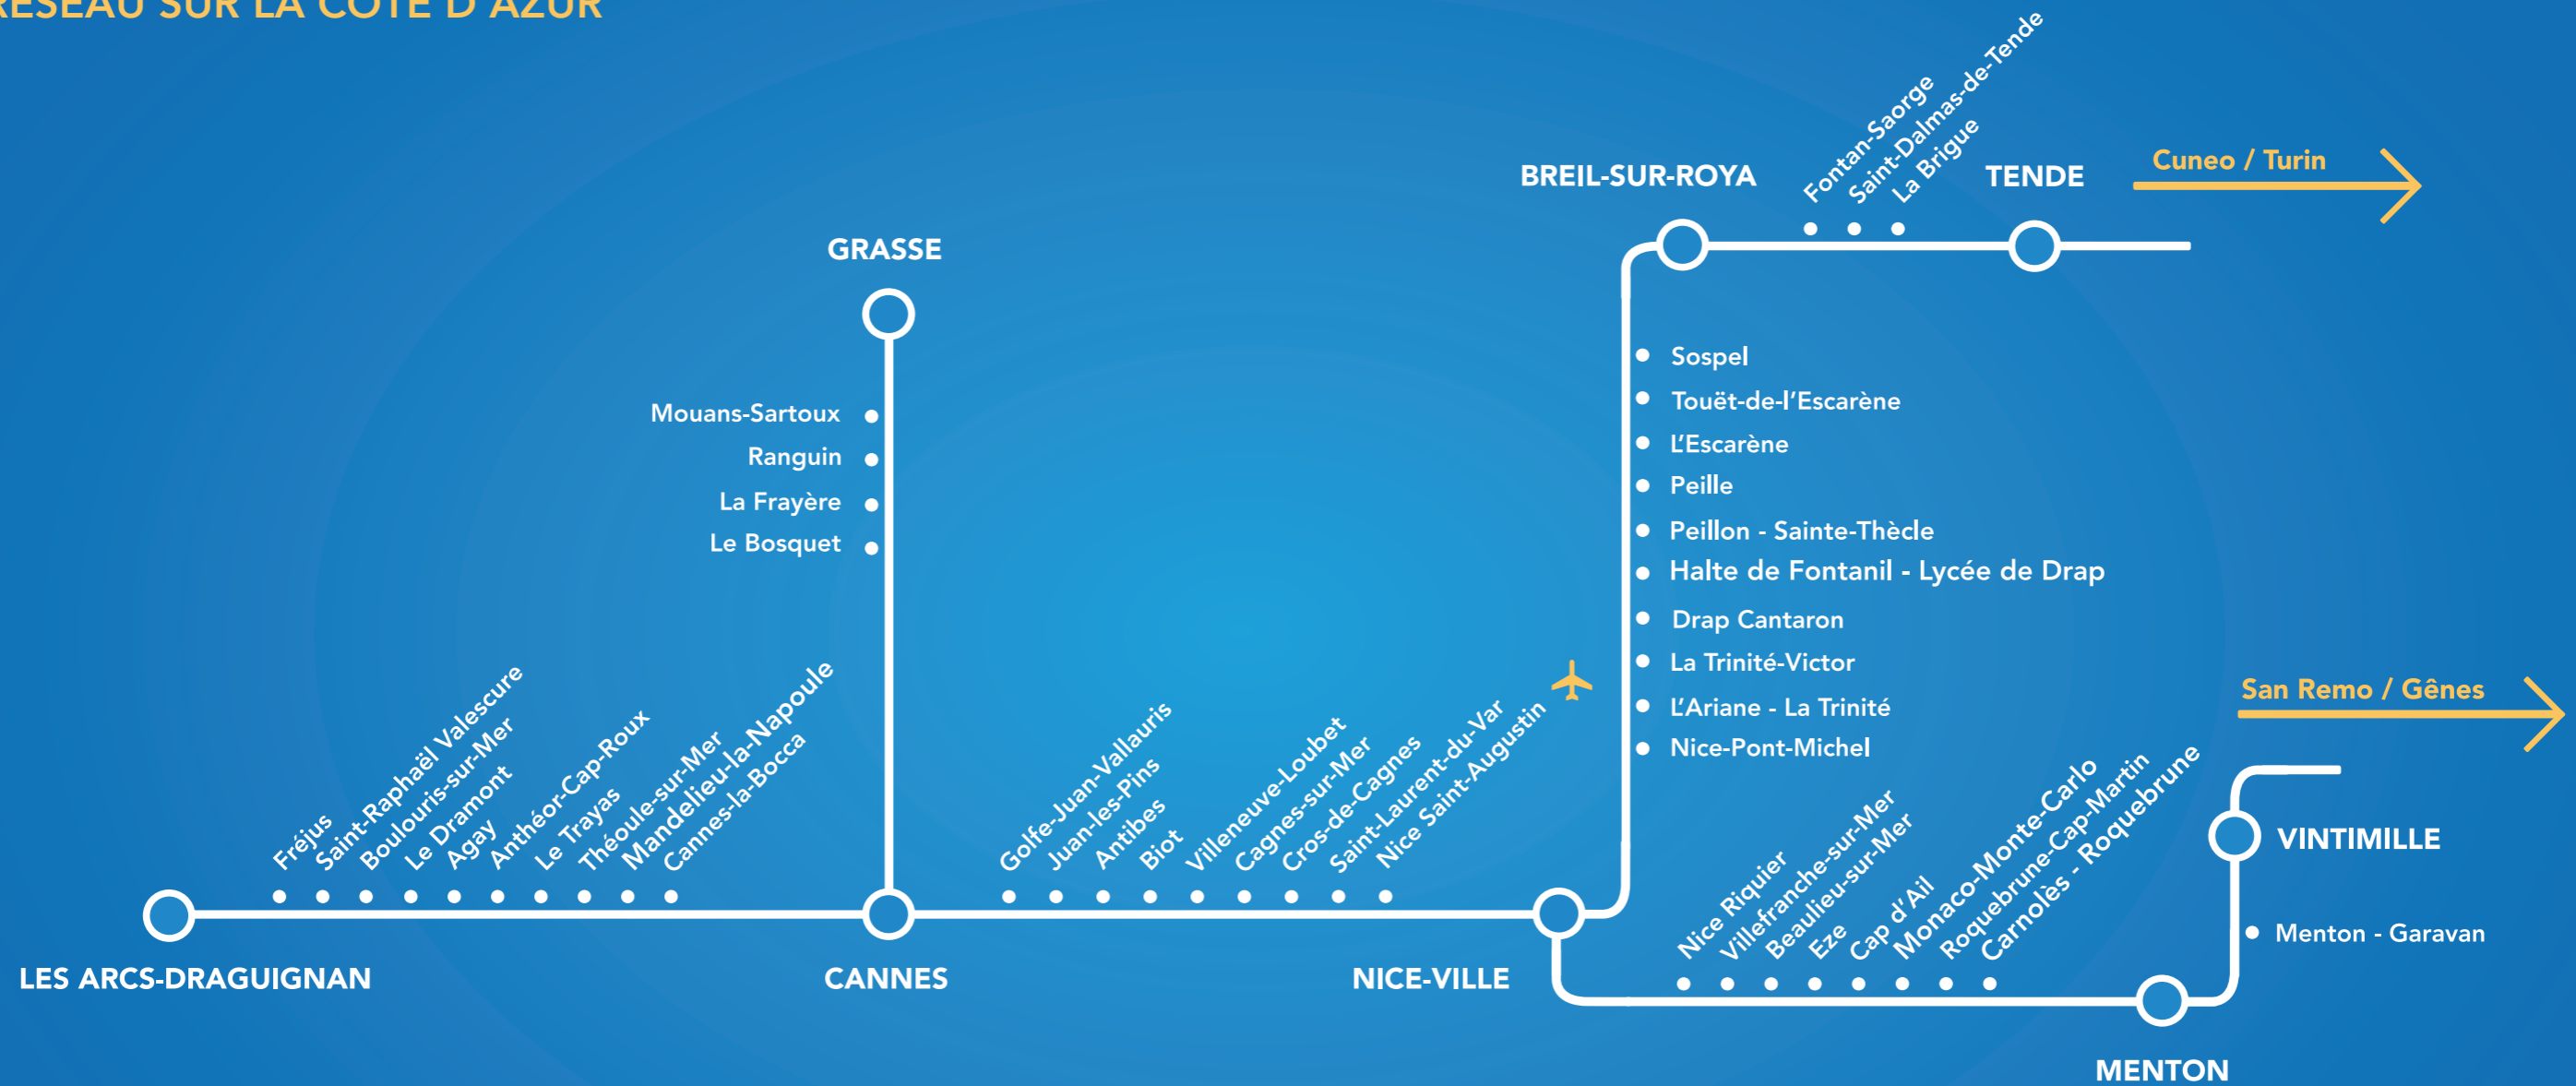 RÉSEAU SUR LA CÔTE D'AZUR
Fontan-Saorge
Saint-Dalmas-de-Tende
La Brigue
BREIL-SUR-ROYA
TENDE
Cuneo / Turin
GRASSE
Mouans-Sartoux
Ranguin
La Frayère
Le Bosquet
Sospel
Touët-de-l'Escarène
L'Escarène
Peille
Peillon - Sainte-Thècle
Halte de Fontanil - Lycée de Drap
Drap Cantaron
La Trinité-Victor
L'Ariane - La Trinité
Nice-Pont-Michel
San Remo / Gênes
Fréjus
Saint-Raphaël Valescure
Boulouris-sur-Mer
Le Dramont
Agay
Anthéor-Cap-Roux
Le Trayas
Théoule-sur-Mer
Mandelieu-la-Napoule
Cannes-la-Bocca
Golfe-Juan-Vallauris
Juan-les-Pins
Antibes
Biot
Villeneuve-Loubet
Cagnes-sur-Mer
Cros-de-Cagnes
Saint-Laurent-du-Var
Nice Saint-Augustin
Nice Riquier
Villefranche-sur-Mer
Beaulieu-sur-Mer
Eze
Cap d'Ail
Monaco-Monte-Carlo
Roquebrune-Cap-Martin
Carnolès - Roquebrune
VINTIMILLE
Menton - Garavan
LES ARCS-DRAGUIGNAN
CANNES
NICE-VILLE
MENTON